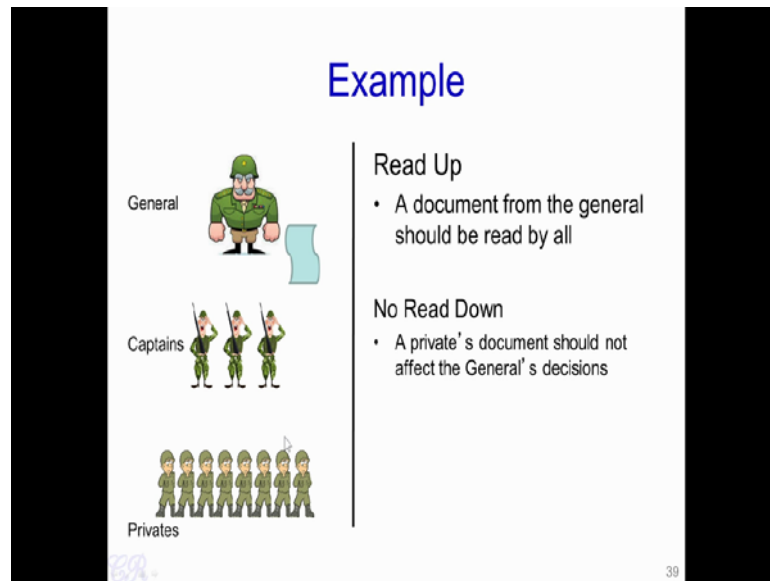 Example
General
Captains
Privates
Read Up
• A document from the general
should be read by all
No Read Down
• A private's document should not
affect the General's decisions
39